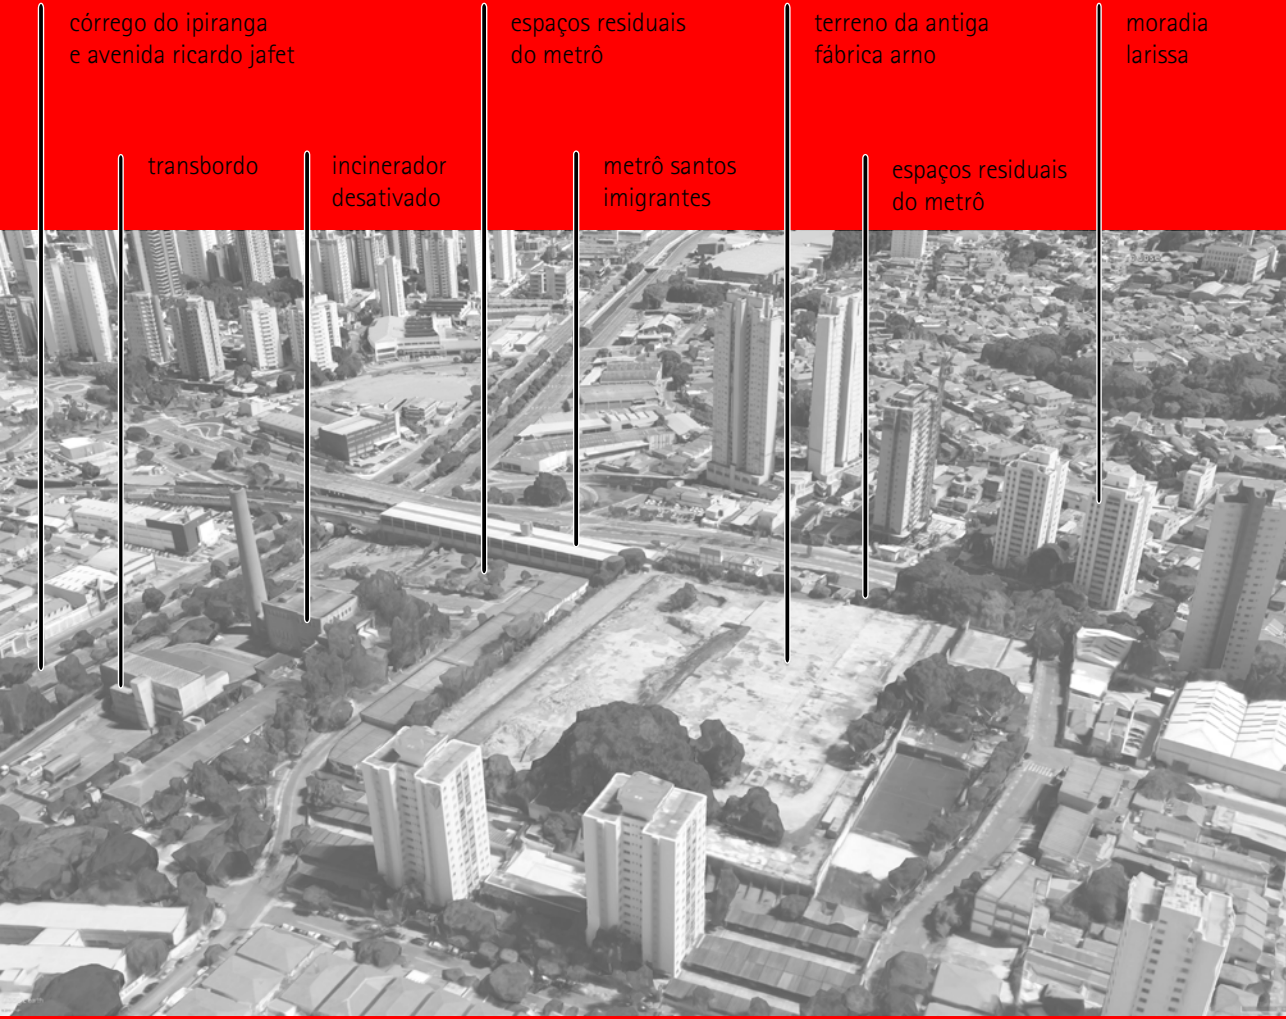 córrego do ipiranga
e avenida ricardo jafet
espaços residuais
do metrô
terreno da antiga
fábrica arno
moradia
larissa
transbordo
incinerador
desativado
metrô santos
imigrantes
espaços residuais
do metrô